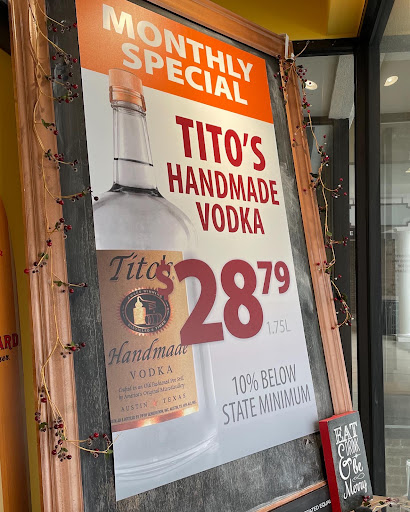 MONTHLY
SPECIAL
TITO'S
HANDMADE
VODKA
$28 79
1.75L
Tito's
Handmade
VODKA
AUSTIN TEXAS
10% BELOW
STATE MINIMUM
EAT
DRINK
& be
Merry